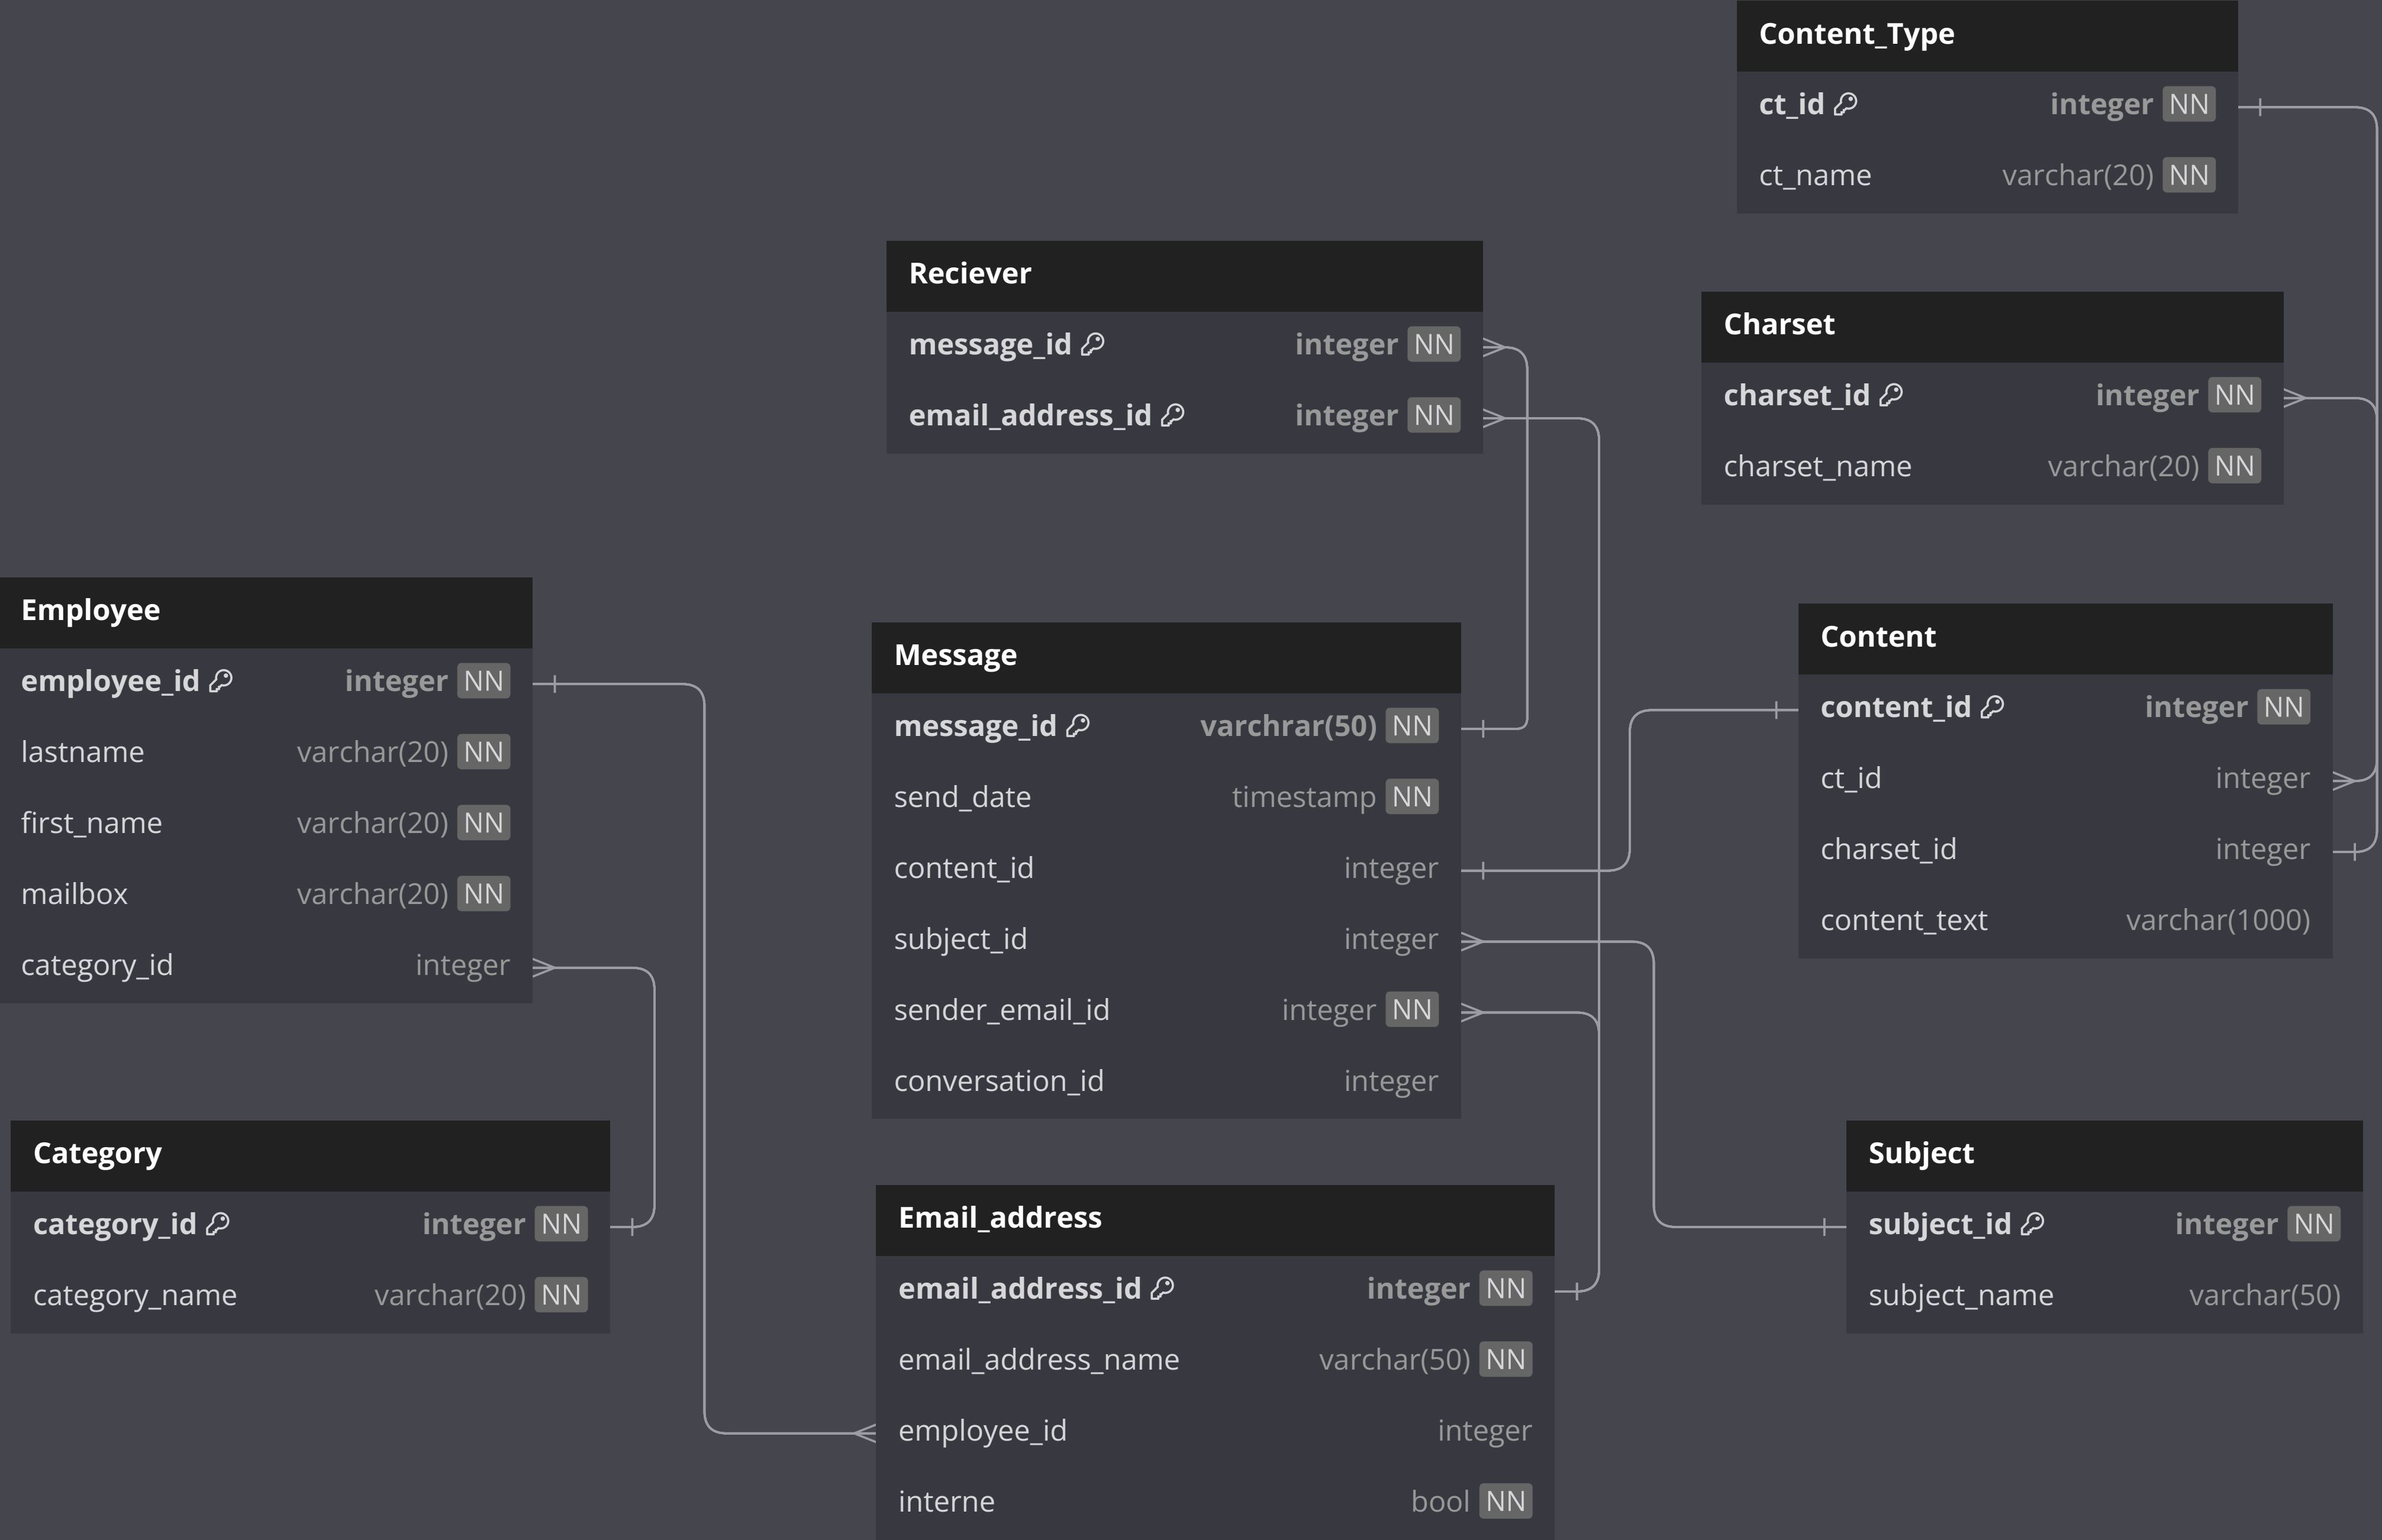 Content_Type
ct_id integer NN
ct_name varchar(20) NN
Reciever
message_id integer NN
email_address_id integer NN
Charset
charset_id integer NN
charset_name varchar(20) NN
Employee
employee_id integer NN
lastname varchar(20) NN
first_name varchar(20) NN
mailbox varchar(20) NN
category_id integer
Message
message_id varchrar(50) NN
send_date timestamp NN
content_id integer
subject_id integer
sender_email_id integer NN
conversation_id integer
Content
content_id integer NN
ct_id integer
charset_id integer
content_text varchar(1000)
Category
category_id integer NN
category_name varchar(20) NN
Email_address
email_address_id integer NN
email_address_name varchar(50) NN
employee_id integer
interne bool NN
Subject
subject_id integer NN
subject_name varchar(50)